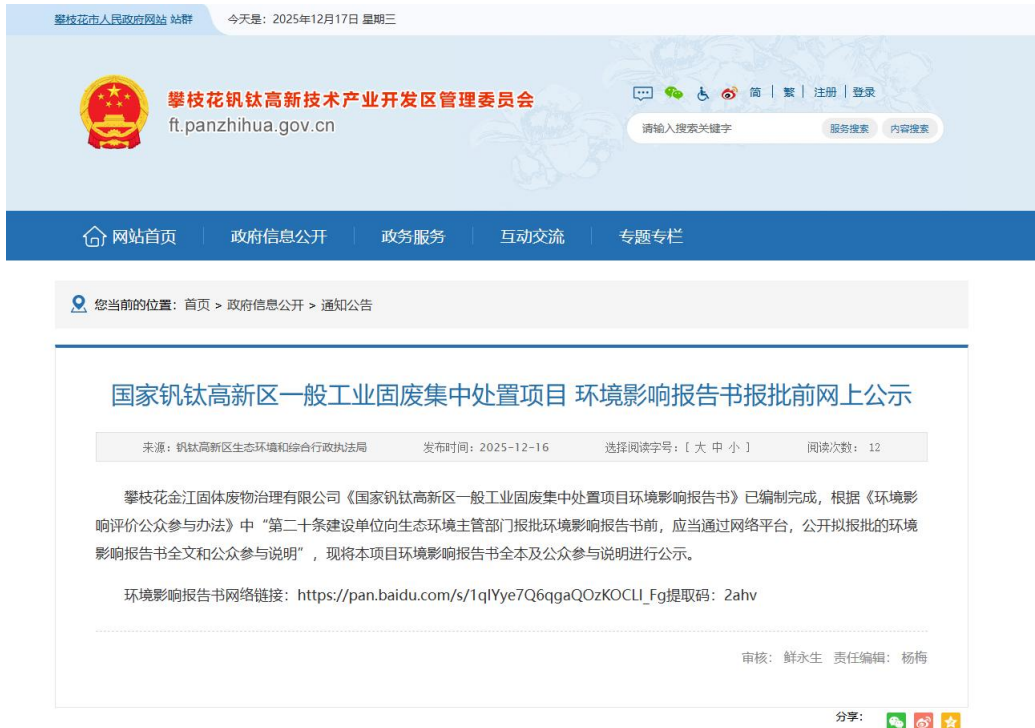 攀枝花市人民政府网站 站群 今天是：2025年12月17日 星期三
攀枝花钒钛高新技术产业开发区管理委员会
ft.panzhihua.gov.cn
简 | 繁 | 注册 | 登录
请输入搜索关键字 服务搜索 内容搜索
网站首页 政府信息公开 政务服务 互动交流 专题专栏
您当前的位置：首页 > 政府信息公开 > 通知公告
国家钒钛高新区一般工业固废集中处置项目 环境影响报告书报批前网上公示
来源：钒钛高新区生态环境和综合行政执法局 发布时间：2025-12-16 选择阅读字号：[ 大 中 小 ] 阅读次数： 12
攀枝花金江固体废物治理有限公司《国家钒钛高新区一般工业固废集中处置项目环境影响报告书》已编制完成，根据《环境影
响评价公众参与办法》中“第二十条建设单位向生态环境主管部门报批环境影响报告书前，应当通过网络平台，公开拟报批的环境
影响报告书全文和公众参与说明”，现将本项目环境影响报告书全本及公众参与说明进行公示。
环境影响报告书网络链接：https://pan.baidu.com/s/1qlYye7Q6qgaQOzKOCLI_Fg提取码：2ahv
审核： 鲜永生 责任编辑： 杨梅
分享：